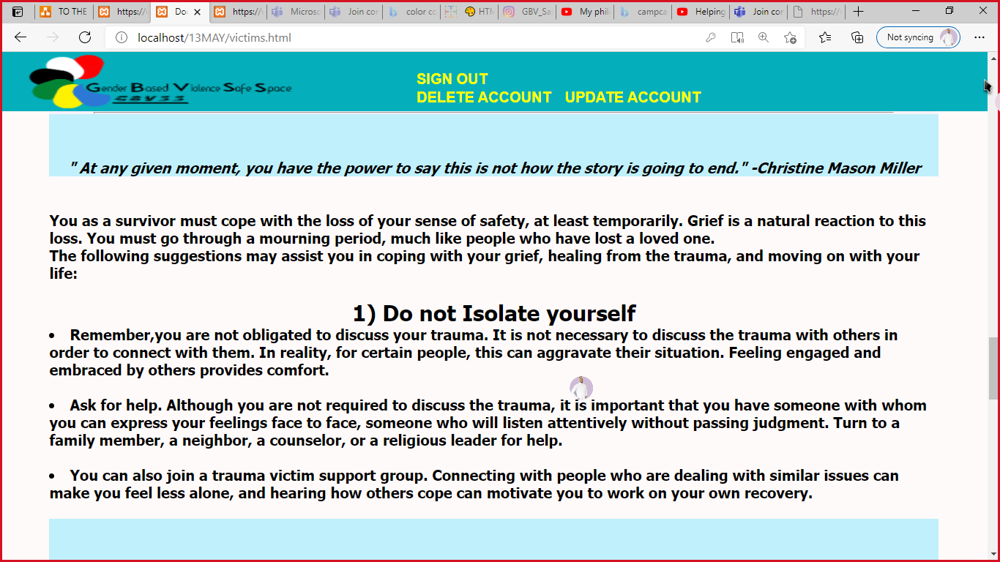 TO THE
https:/
Do
https:/
Microso
Join cor
color co
HTM
GBV_Sa
My phil
campca
Helping
Join cor
https:/
localhost/13MAY/victims.html
Not syncing
Gender Based Violence Safe Space
GBVSS
SIGN OUT
DELETE ACCOUNT UPDATE ACCOUNT
" At any given moment, you have the power to say this is not how the story is going to end." -Christine Mason Miller
You as a survivor must cope with the loss of your sense of safety, at least temporarily. Grief is a natural reaction to this
loss. You must go through a mourning period, much like people who have lost a loved one.
The following suggestions may assist you in coping with your grief, healing from the trauma, and moving on with your
life:
1) Do not Isolate yourself
• Remember,you are not obligated to discuss your trauma. It is not necessary to discuss the trauma with others in
order to connect with them. In reality, for certain people, this can aggravate their situation. Feeling engaged and
embraced by others provides comfort.
• Ask for help. Although you are not required to discuss the trauma, it is important that you have someone with whom
you can express your feelings face to face, someone who will listen attentively without passing judgment. Turn to a
family member, a neighbor, a counselor, or a religious leader for help.
• You can also join a trauma victim support group. Connecting with people who are dealing with similar issues can
make you feel less alone, and hearing how others cope can motivate you to work on your own recovery.